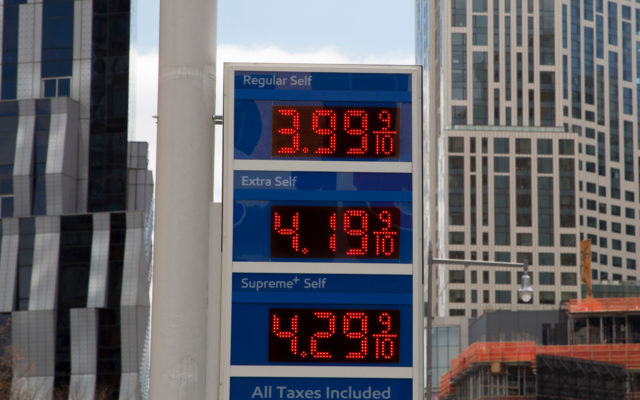 Regular Self
3.99 9/10
Extra Self
4.19 9/10
Supreme+ Self
4.29 9/10
All Taxes Included